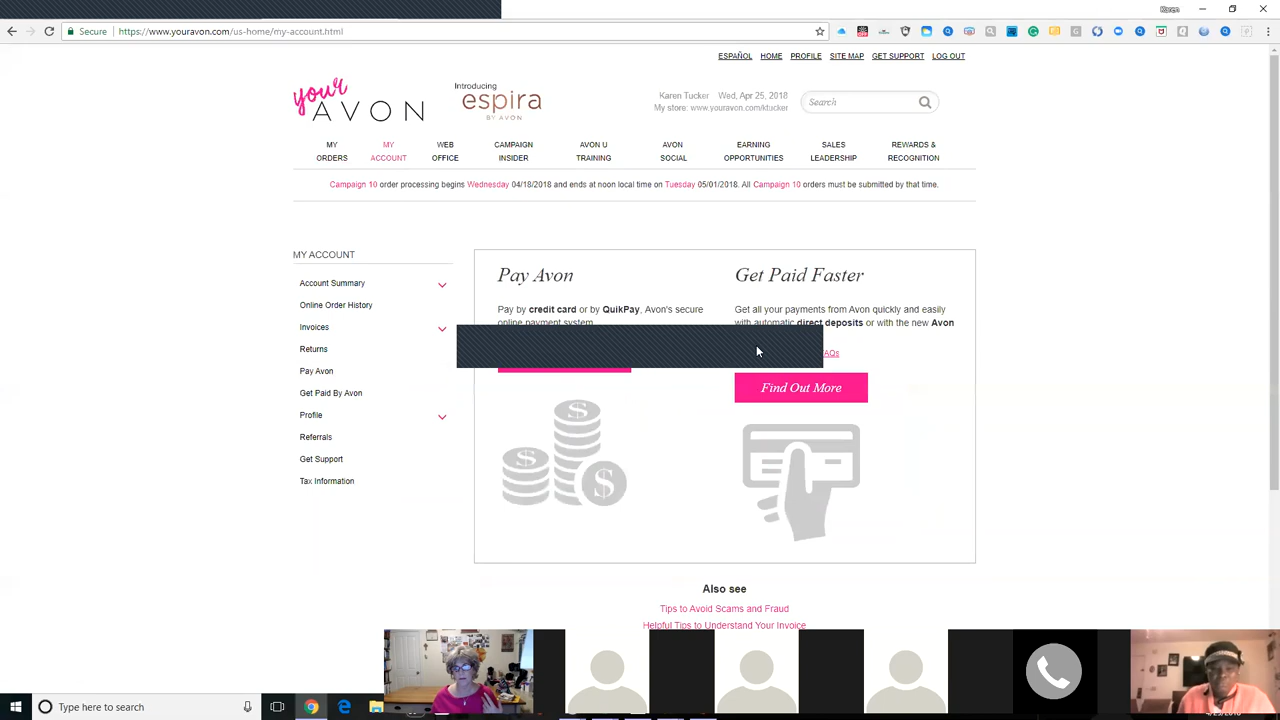 Karen
Secure
https://www.youravon.com/us-home/my-account.html
ESPAÑOL HOME PROFILE SITE MAP GET SUPPORT LOG OUT
your AVON
Introducing
espira
BY AVON
Karen Tucker Wed, Apr 25, 2018
My store: www.youravon.com/ktucker
Search
MY ORDERS
MY ACCOUNT
WEB OFFICE
CAMPAIGN INSIDER
AVON U TRAINING
AVON SOCIAL
EARNING OPPORTUNITIES
SALES LEADERSHIP
REWARDS & RECOGNITION
Campaign 10 order processing begins Wednesday 04/18/2018 and ends at noon local time on Tuesday 05/01/2018. All Campaign 10 orders must be submitted by that time.
MY ACCOUNT
Account Summary
Online Order History
Invoices
Returns
Pay Avon
Get Paid By Avon
Profile
Referrals
Get Support
Tax Information
Pay Avon
Pay by credit card or by QuikPay, Avon's secure
online payment system
Get Paid Faster
Get all your payments from Avon quickly and easily
with automatic direct deposits or with the new Avon
AQs
Find Out More
Also see
Tips to Avoid Scams and Fraud
Helpful Tips to Understand Your Invoice
Type here to search